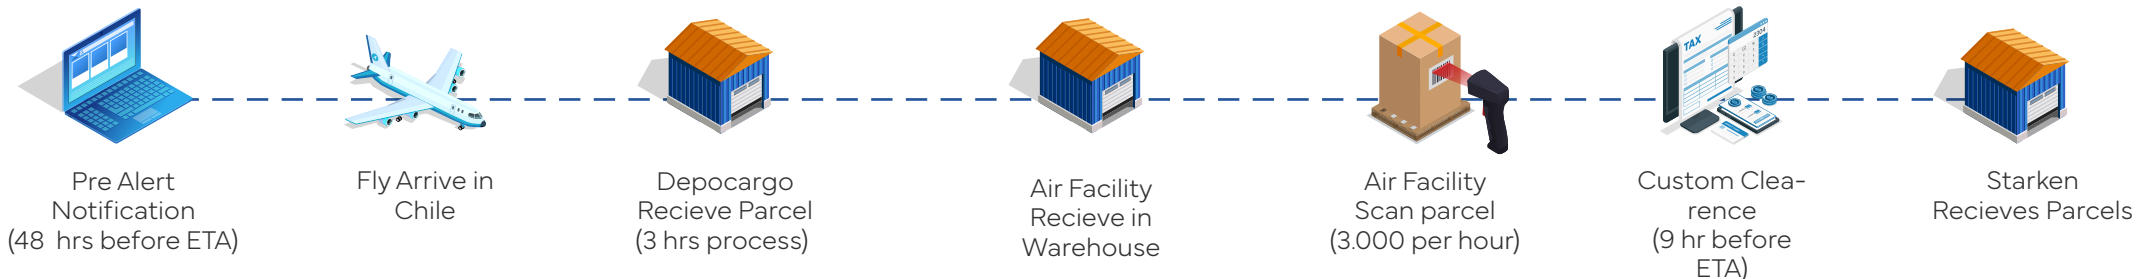 Pre Alert
Notification
(48 hrs before ETA)
Fly Arrive in
Chile
Depocargo
Recieve Parcel
(3 hrs process)
Air Facility
Recieve in
Warehouse
Air Facility
Scan parcel
(3.000 per hour)
TAX
2304
Custom Clea-
rence
(9 hr before
ETA)
Starken
Recieves Parcels